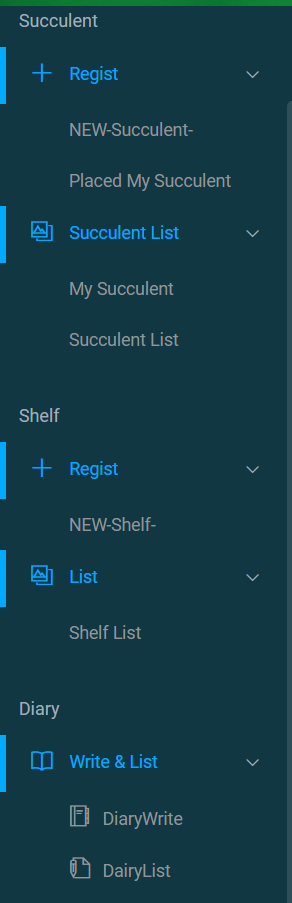 Succulent
Regist
NEW-Succulent-
Placed My Succulent
Succulent List
My Succulent
Succulent List
Shelf
Regist
NEW-Shelf-
List
Shelf List
Diary
Write & List
DiaryWrite
DairyList